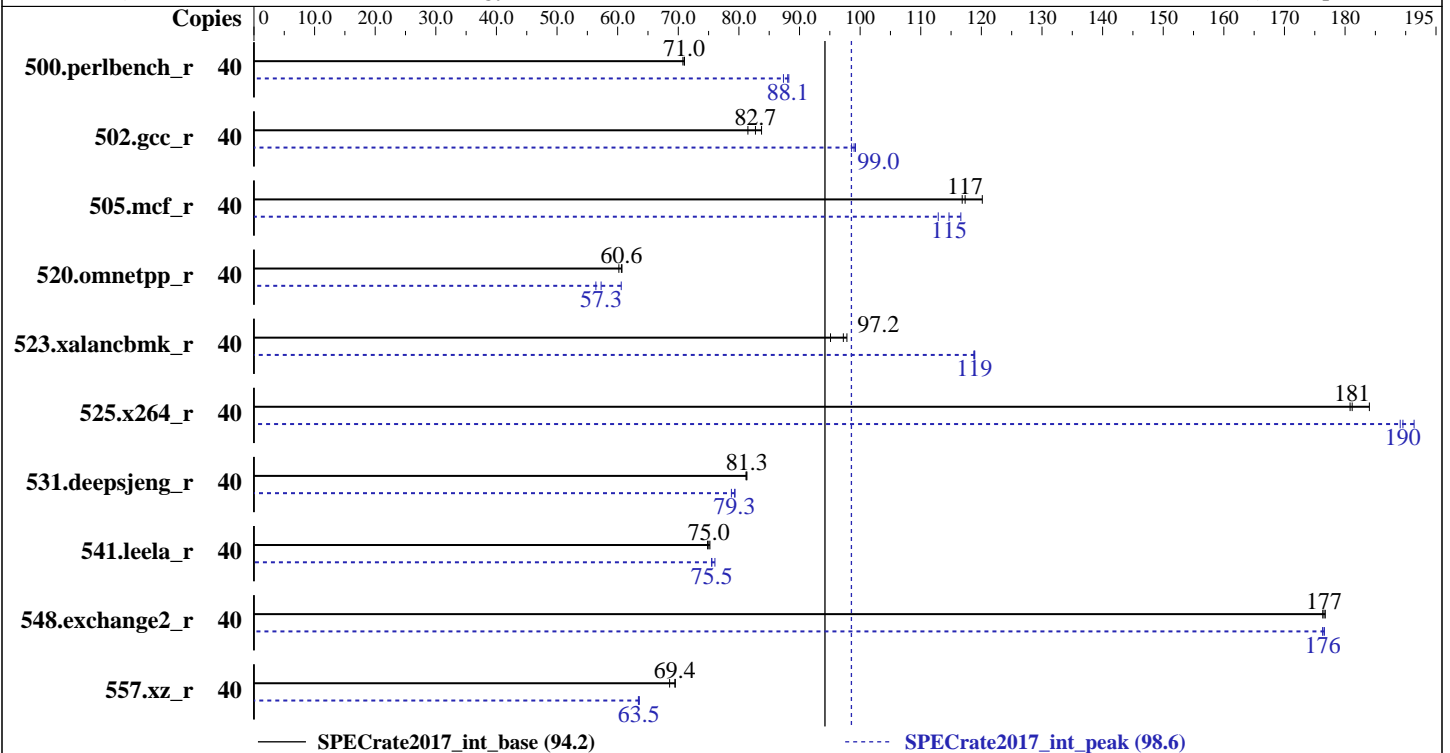 Copies 0 10.0 20.0 30.0 40.0 50.0 60.0 70.0 80.0 90.0 100 110 120 130 140 150 160 170 180 195
500.perlbench_r 40 71.0
88.1
502.gcc_r 40 82.7
99.0
505.mcf_r 40 117
115
520.omnetpp_r 40 60.6
57.3
523.xalancbmk_r 40 97.2
119
525.x264_r 40 181
190
531.deepsjeng_r 40 81.3
79.3
541.leela_r 40 75.0
75.5
548.exchange2_r 40 177
176
557.xz_r 40 69.4
63.5
SPECrate2017_int_base (94.2) SPECrate2017_int_peak (98.6)